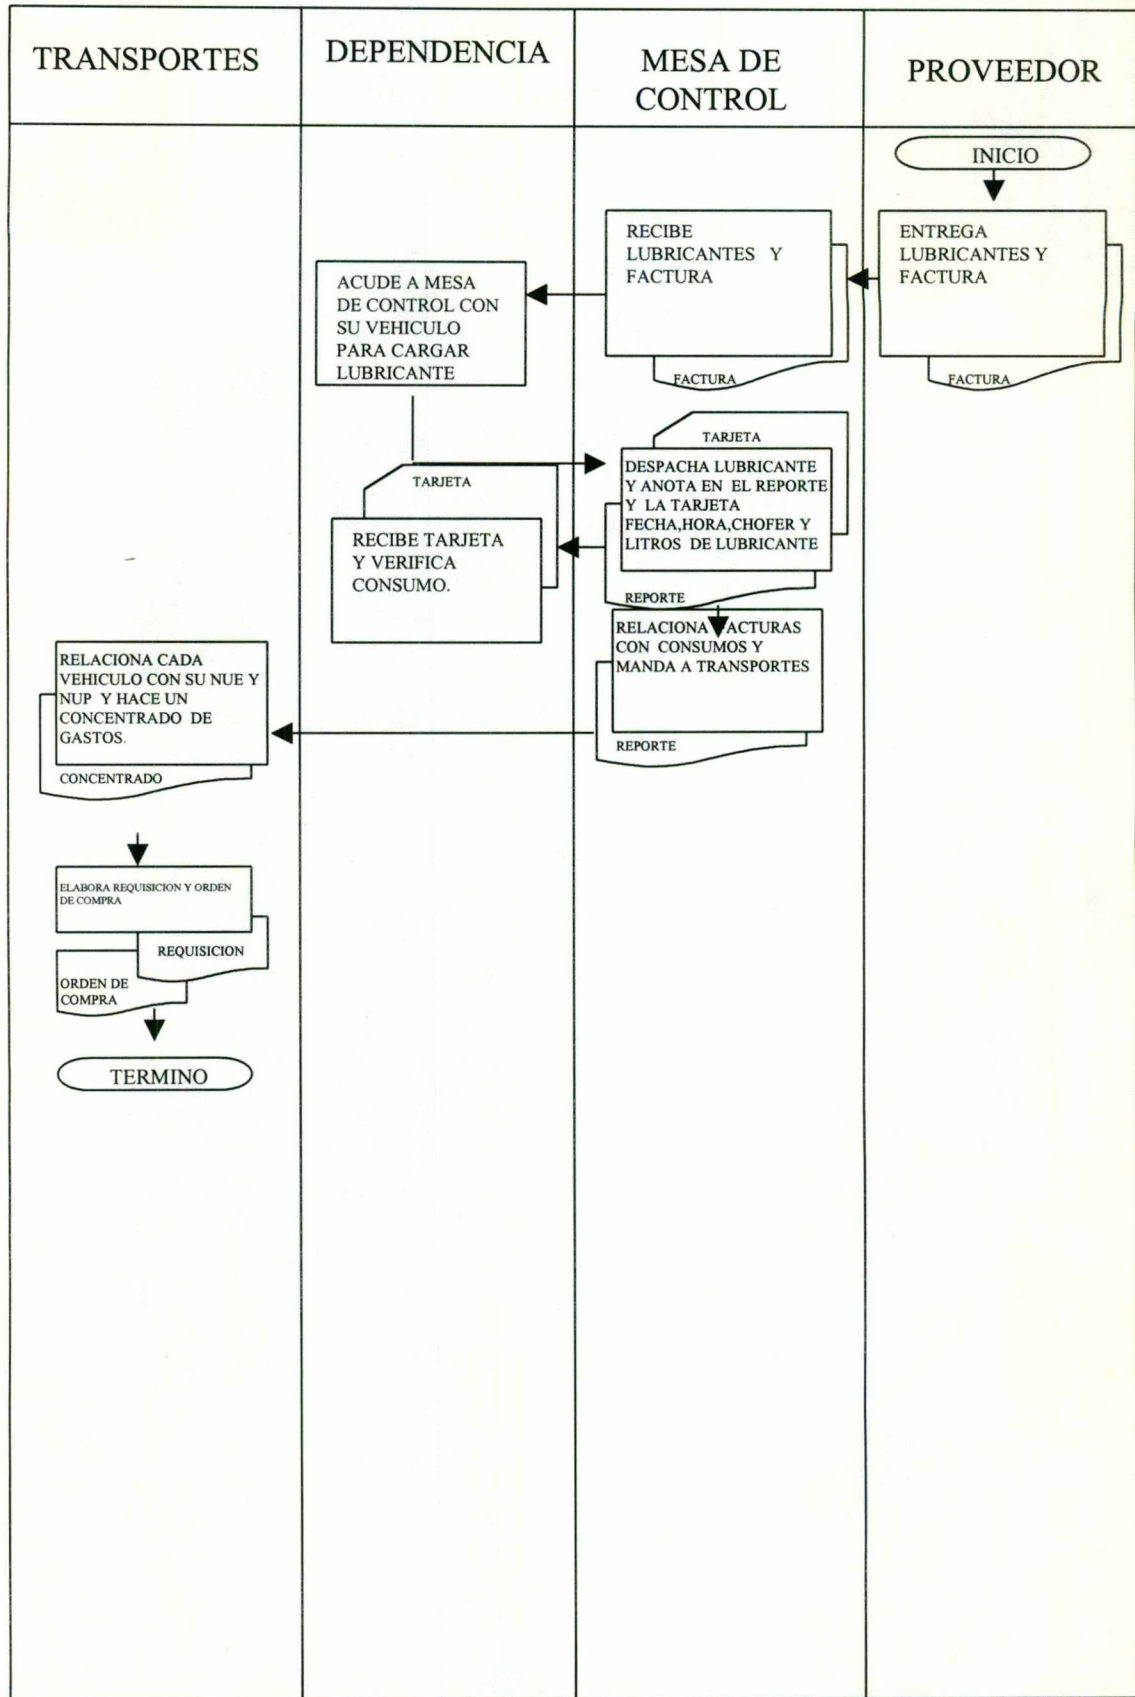 TRANSPORTES
DEPENDENCIA
MESA DE
CONTROL
PROVEEDOR
INICIO
ENTREGA
LUBRICANTES Y
FACTURA
FACTURA
RECIBE
LUBRICANTES Y
FACTURA
FACTURA
ACUDE A MESA
DE CONTROL CON
SU VEHICULO
PARA CARGAR
LUBRICANTE
TARJETA
DESPACHA LUBRICANTE
Y ANOTA EN EL REPORTE
Y LA TARJETA
FECHA,HORA,CHOFER Y
LITROS DE LUBRICANTE
REPORTE
TARJETA
RECIBE TARJETA
Y VERIFICA
CONSUMO.
RELACIONA FACTURAS
CON CONSUMOS Y
MANDA A TRANSPORTES
REPORTE
RELACIONA CADA
VEHICULO CON SU NUE Y
NUP Y HACE UN
CONCENTRADO DE
GASTOS.
CONCENTRADO
ELABORA REQUISICION Y ORDEN
DE COMPRA
REQUISICION
ORDEN DE
COMPRA
TERMINO